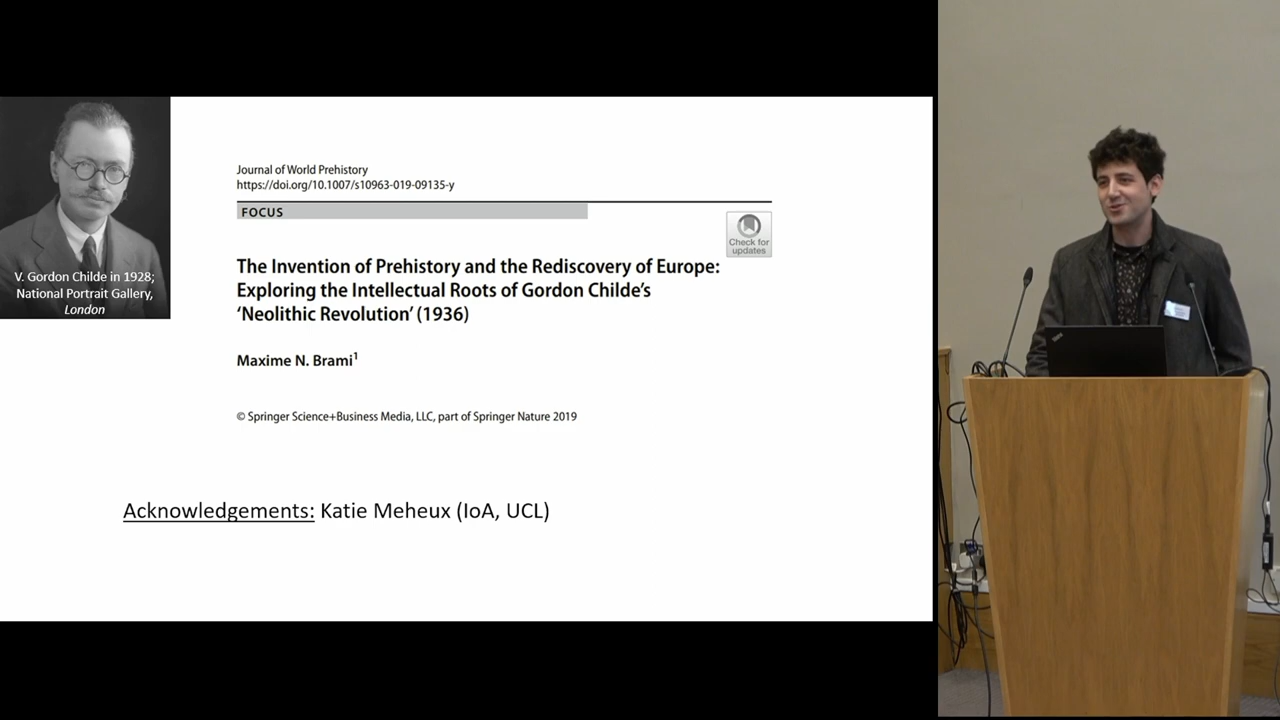 V. Gordon Childe in 1928;
National Portrait Gallery,
London
Journal of World Prehistory
https://doi.org/10.1007/s10963-019-09135-y
FOCUS
Check for
updates
The Invention of Prehistory and the Rediscovery of Europe:
Exploring the Intellectual Roots of Gordon Childe’s
‘Neolithic Revolution’ (1936)
Maxime N. Brami1
© Springer Science+Business Media, LLC, part of Springer Nature 2019
Acknowledgements: Katie Meheux (IoA, UCL)